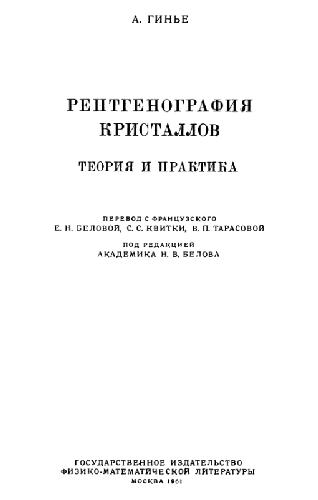 А. ГИНЬЕ
РЕНТГЕНОГРАФИЯ
КРИСТАЛЛОВ
ТЕОРИЯ И ПРАКТИКА
ПЕРЕВОД С ФРАНЦУЗСКОГО
Е. Н. БЕЛОВОЙ, С. С. КВИТКИ, В. П. ТАРАСОВОЙ
ПОД РЕДАКЦИЕЙ
АКАДЕМИКА Н. В. БЕЛОВА
ГОСУДАРСТВЕННОЕ ИЗДАТЕЛЬСТВО
ФИЗИКО-МАТЕМАТИЧЕСКОЙ ЛИТЕРАТУРЫ
МОСКВА 1961